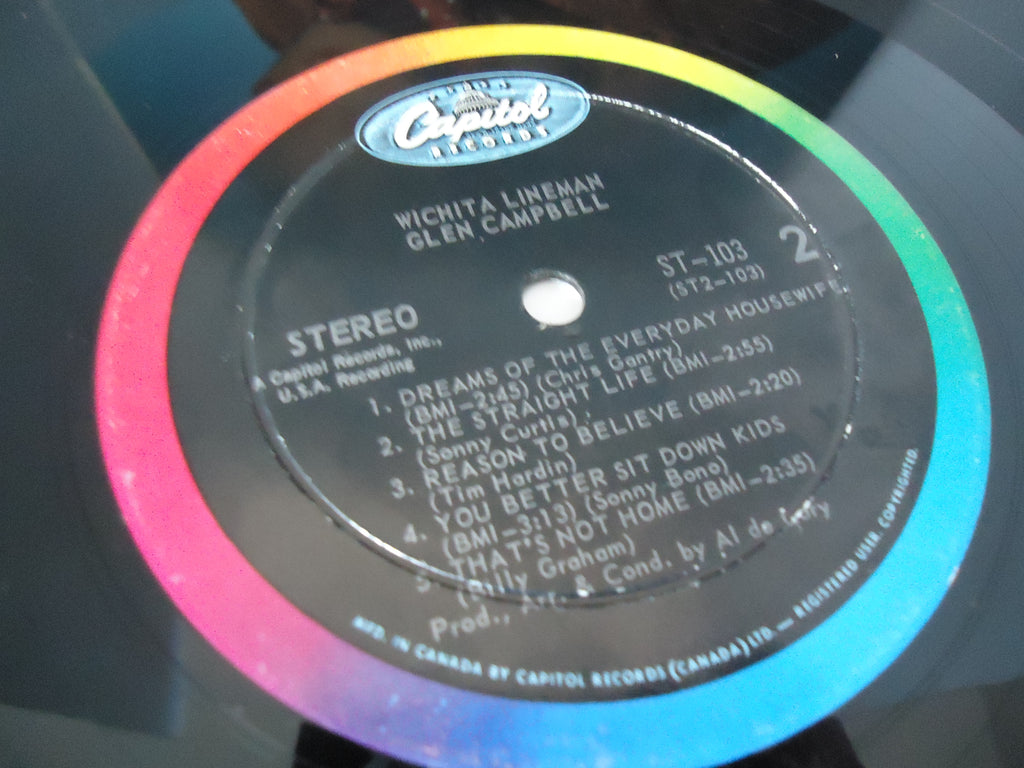 Capitol
RECORDS
WICHITA LINEMAN
GLEN CAMPBELL
ST-103
2
(ST2-103)
STEREO
A Capitol Records, Inc.,
U.S.A. Recording
1. DREAMS OF THE EVERYDAY HOUSEWIFE
(BMI-2:45) (Chris Gantry)
2. THE STRAIGHT LIFE (BMI-2:55)
(Sonny Curtis)
3. REASON TO BELIEVE (BMI-2:20)
(Tim Hardin)
4. YOU BETTER SIT DOWN KIDS
(BMI-3:13) (Sonny Bono)
5 THAT'S NOT HOME (BMI-2:35)
(Billy Graham)
Prod., Arr. & Cond. by Al de
MFD. IN CANADA BY CAPITOL RECORDS (CANADA) LTD. — REGISTERED USER. COPYRIGHTED